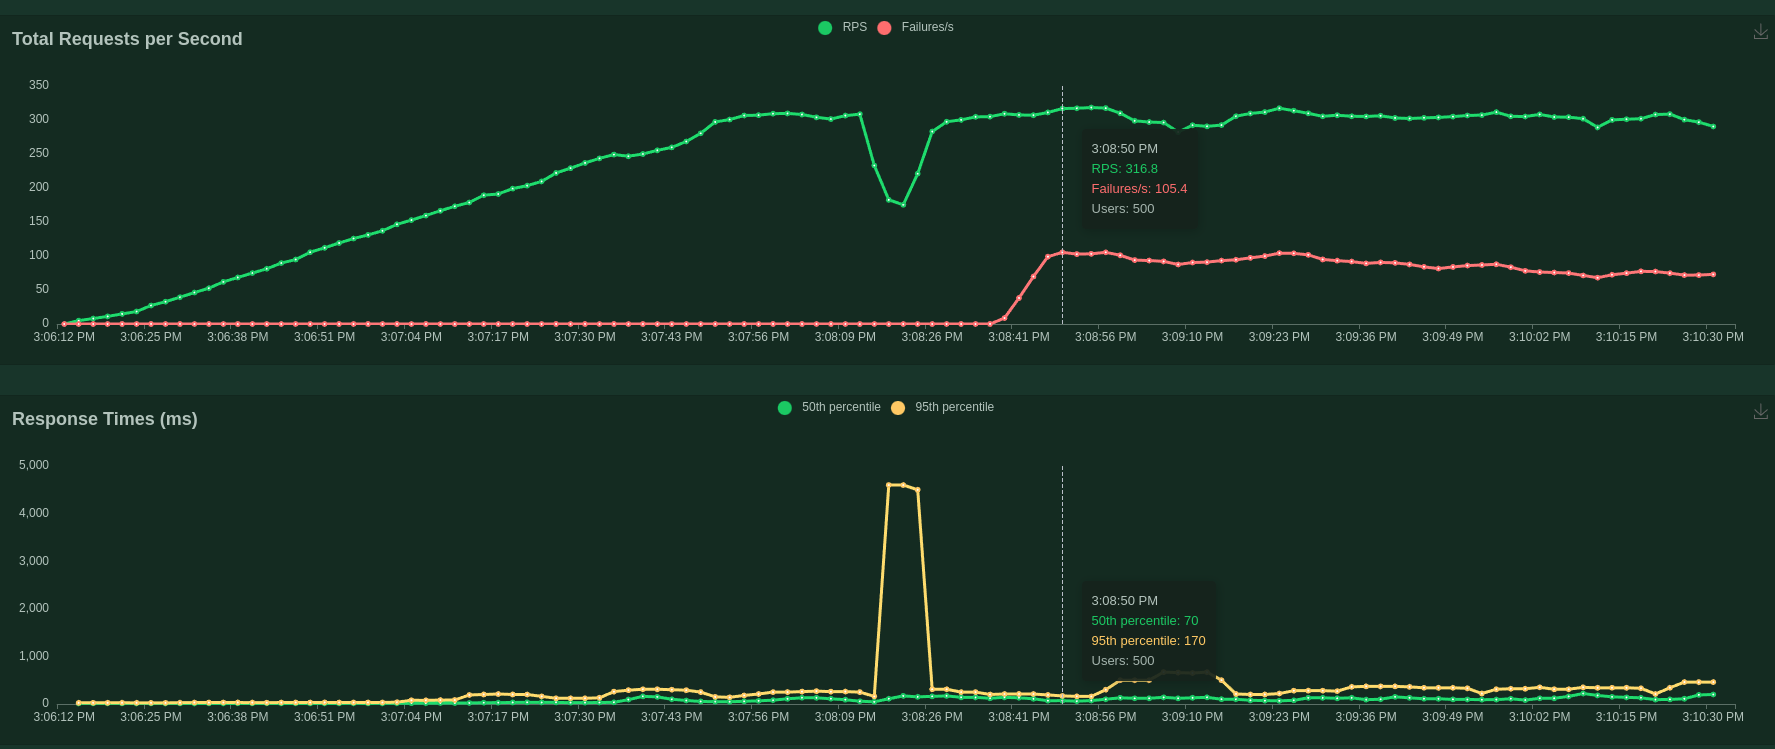 RPS Failures/s
Total Requests per Second
350
300
250
200
150
100
50
0
3:08:50 PM
RPS: 316.8
Failures/s: 105.4
Users: 500
3:06:12 PM 3:06:25 PM 3:06:38 PM 3:06:51 PM 3:07:04 PM 3:07:17 PM 3:07:30 PM 3:07:43 PM 3:07:56 PM 3:08:09 PM 3:08:26 PM 3:08:41 PM 3:08:56 PM 3:09:10 PM 3:09:23 PM 3:09:36 PM 3:09:49 PM 3:10:02 PM 3:10:15 PM 3:10:30 PM
50th percentile 95th percentile
Response Times (ms)
5,000
4,000
3,000
2,000
1,000
0
3:08:50 PM
50th percentile: 70
95th percentile: 170
Users: 500
3:06:12 PM 3:06:25 PM 3:06:38 PM 3:06:51 PM 3:07:04 PM 3:07:17 PM 3:07:30 PM 3:07:43 PM 3:07:56 PM 3:08:09 PM 3:08:26 PM 3:08:41 PM 3:08:56 PM 3:09:10 PM 3:09:23 PM 3:09:36 PM 3:09:49 PM 3:10:02 PM 3:10:15 PM 3:10:30 PM